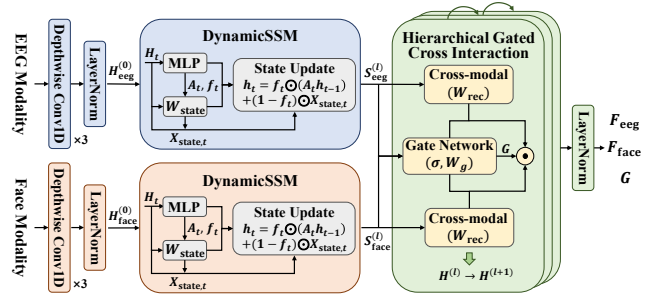 EEG Modality
Depthwise Conv1D
×3
LayerNorm
H_eeg^(0)
DynamicSSM
H_t
MLP
A_t, f_t
W_state
X_state,t
State Update
h_t = f_t⊙(A_t h_{t-1})
+(1 − f_t)⊙X_state,t
S_eeg^(l)
Face Modality
Depthwise Conv1D
×3
LayerNorm
H_face^(0)
DynamicSSM
H_t
MLP
A_t, f_t
W_state
X_state,t
State Update
h_t = f_t⊙(A_t h_{t-1})
+(1 − f_t)⊙X_state,t
S_face^(l)
Hierarchical Gated
Cross Interaction
Cross-modal
(W_rec)
Gate Network
(σ, W_g)
G
Cross-modal
(W_rec)
H^(l) → H^(l+1)
LayerNorm
F_eeg
F_face
G